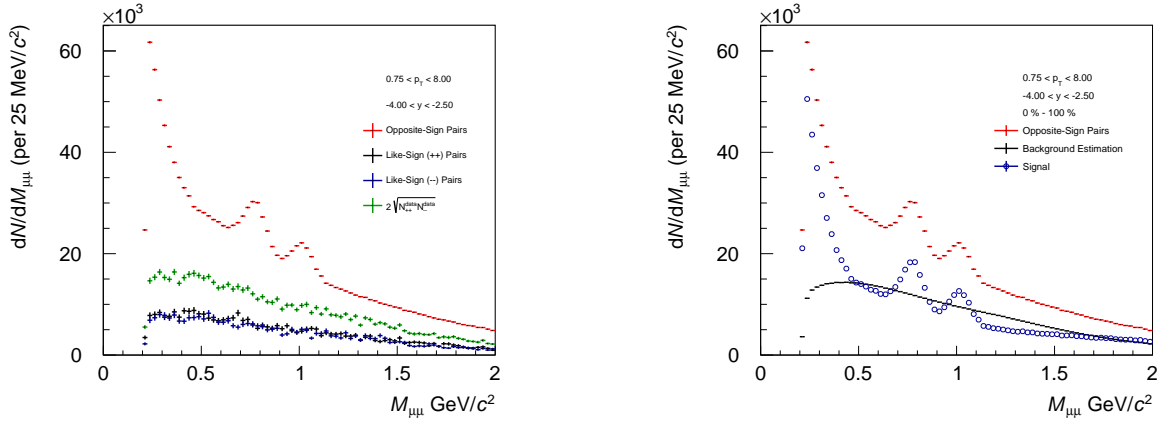 ×10³
60
40
20
0
dN/dM_μμ (per 25 MeV/c²)
0.75 < p_T < 8.00
-4.00 < y < -2.50
Opposite-Sign Pairs
Like-Sign (++) Pairs
Like-Sign (--) Pairs
2√N₊₊^data N₋₋^data
0 0.5 1 1.5 2
M_μμ GeV/c²
×10³
60
40
20
0
dN/dM_μμ (per 25 MeV/c²)
0.75 < p_T < 8.00
-4.00 < y < -2.50
0 % - 100 %
Opposite-Sign Pairs
Background Estimation
Signal
0 0.5 1 1.5 2
M_μμ GeV/c²